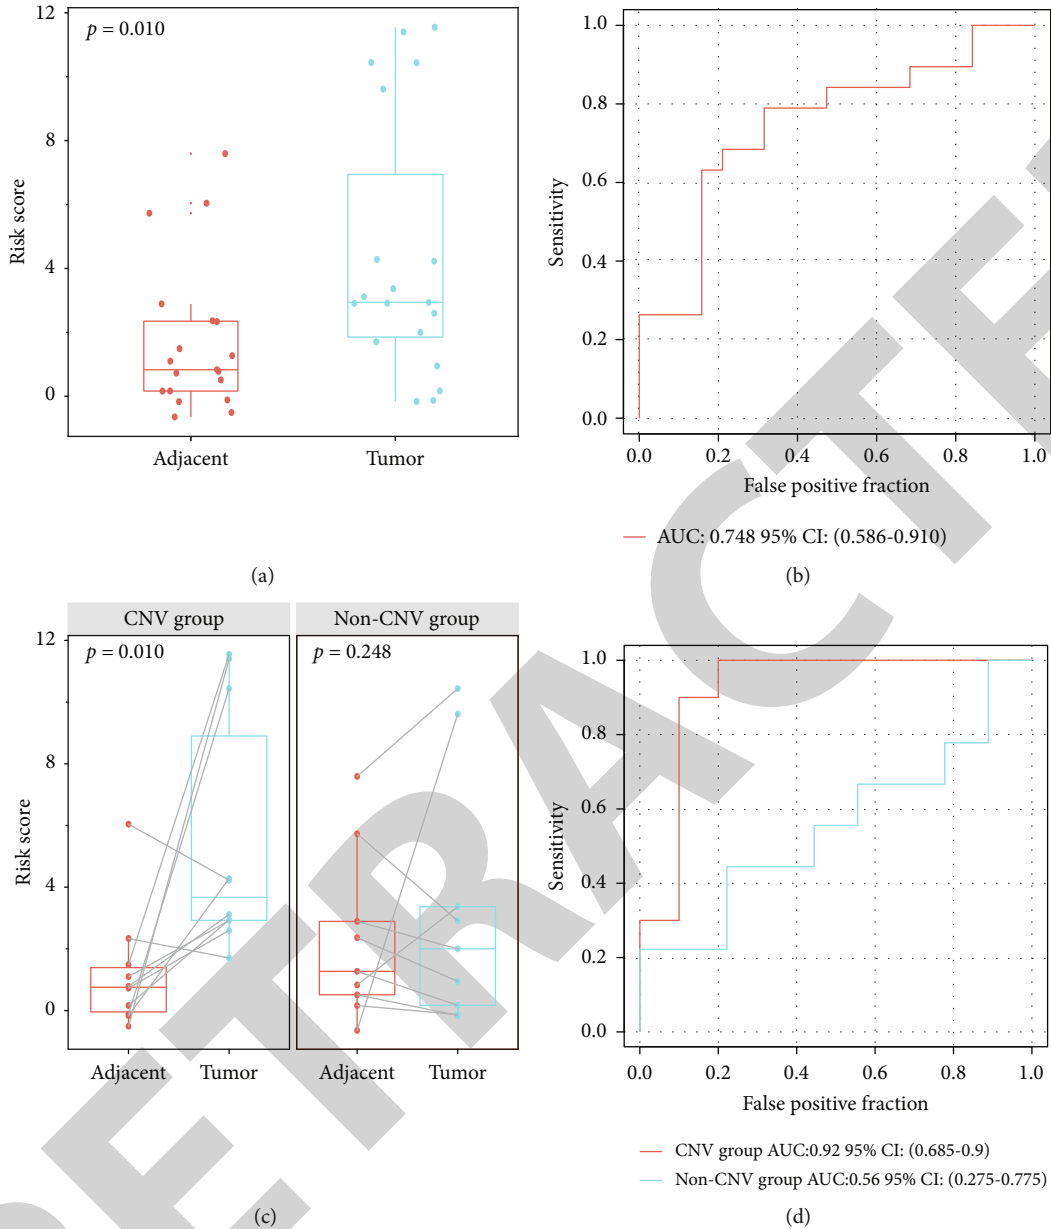 p = 0.010
12
8
4
0
Risk score
Adjacent
Tumor
(a)
1.0
0.8
0.6
0.4
0.2
0.0
Sensitivity
0.0 0.2 0.4 0.6 0.8 1.0
False positive fraction
AUC: 0.748 95% CI: (0.586-0.910)
(b)
CNV group
Non-CNV group
p = 0.010
p = 0.248
12
8
4
0
Risk score
Adjacent
Tumor
Adjacent
Tumor
(c)
1.0
0.8
0.6
0.4
0.2
0.0
Sensitivity
0.0 0.2 0.4 0.6 0.8 1.0
False positive fraction
CNV group AUC:0.92 95% CI: (0.685-0.9)
Non-CNV group AUC:0.56 95% CI: (0.275-0.775)
(d)